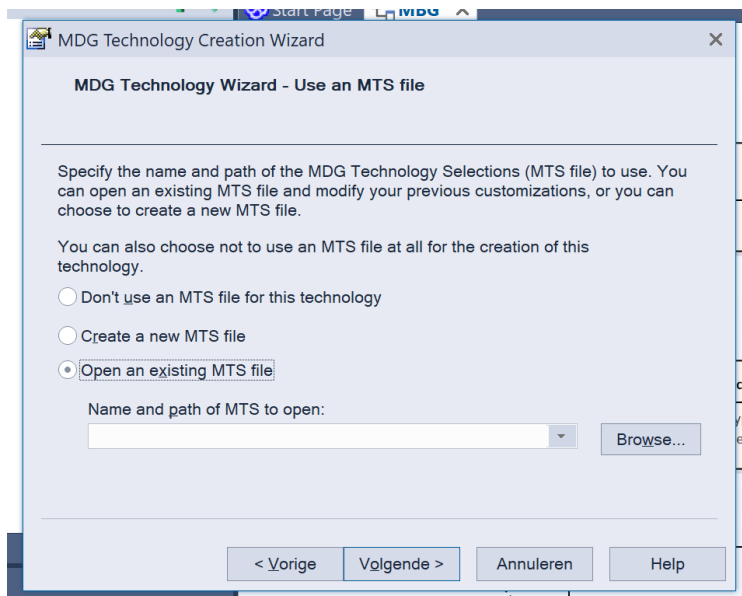 Start Page MBG
MDG Technology Creation Wizard
MDG Technology Wizard - Use an MTS file
Specify the name and path of the MDG Technology Selections (MTS file) to use. You
can open an existing MTS file and modify your previous customizations, or you can
choose to create a new MTS file.
You can also choose not to use an MTS file at all for the creation of this
technology.
Don't use an MTS file for this technology
Create a new MTS file
Open an existing MTS file
Name and path of MTS to open:
Browse...
< Vorige Volgende > Annuleren Help